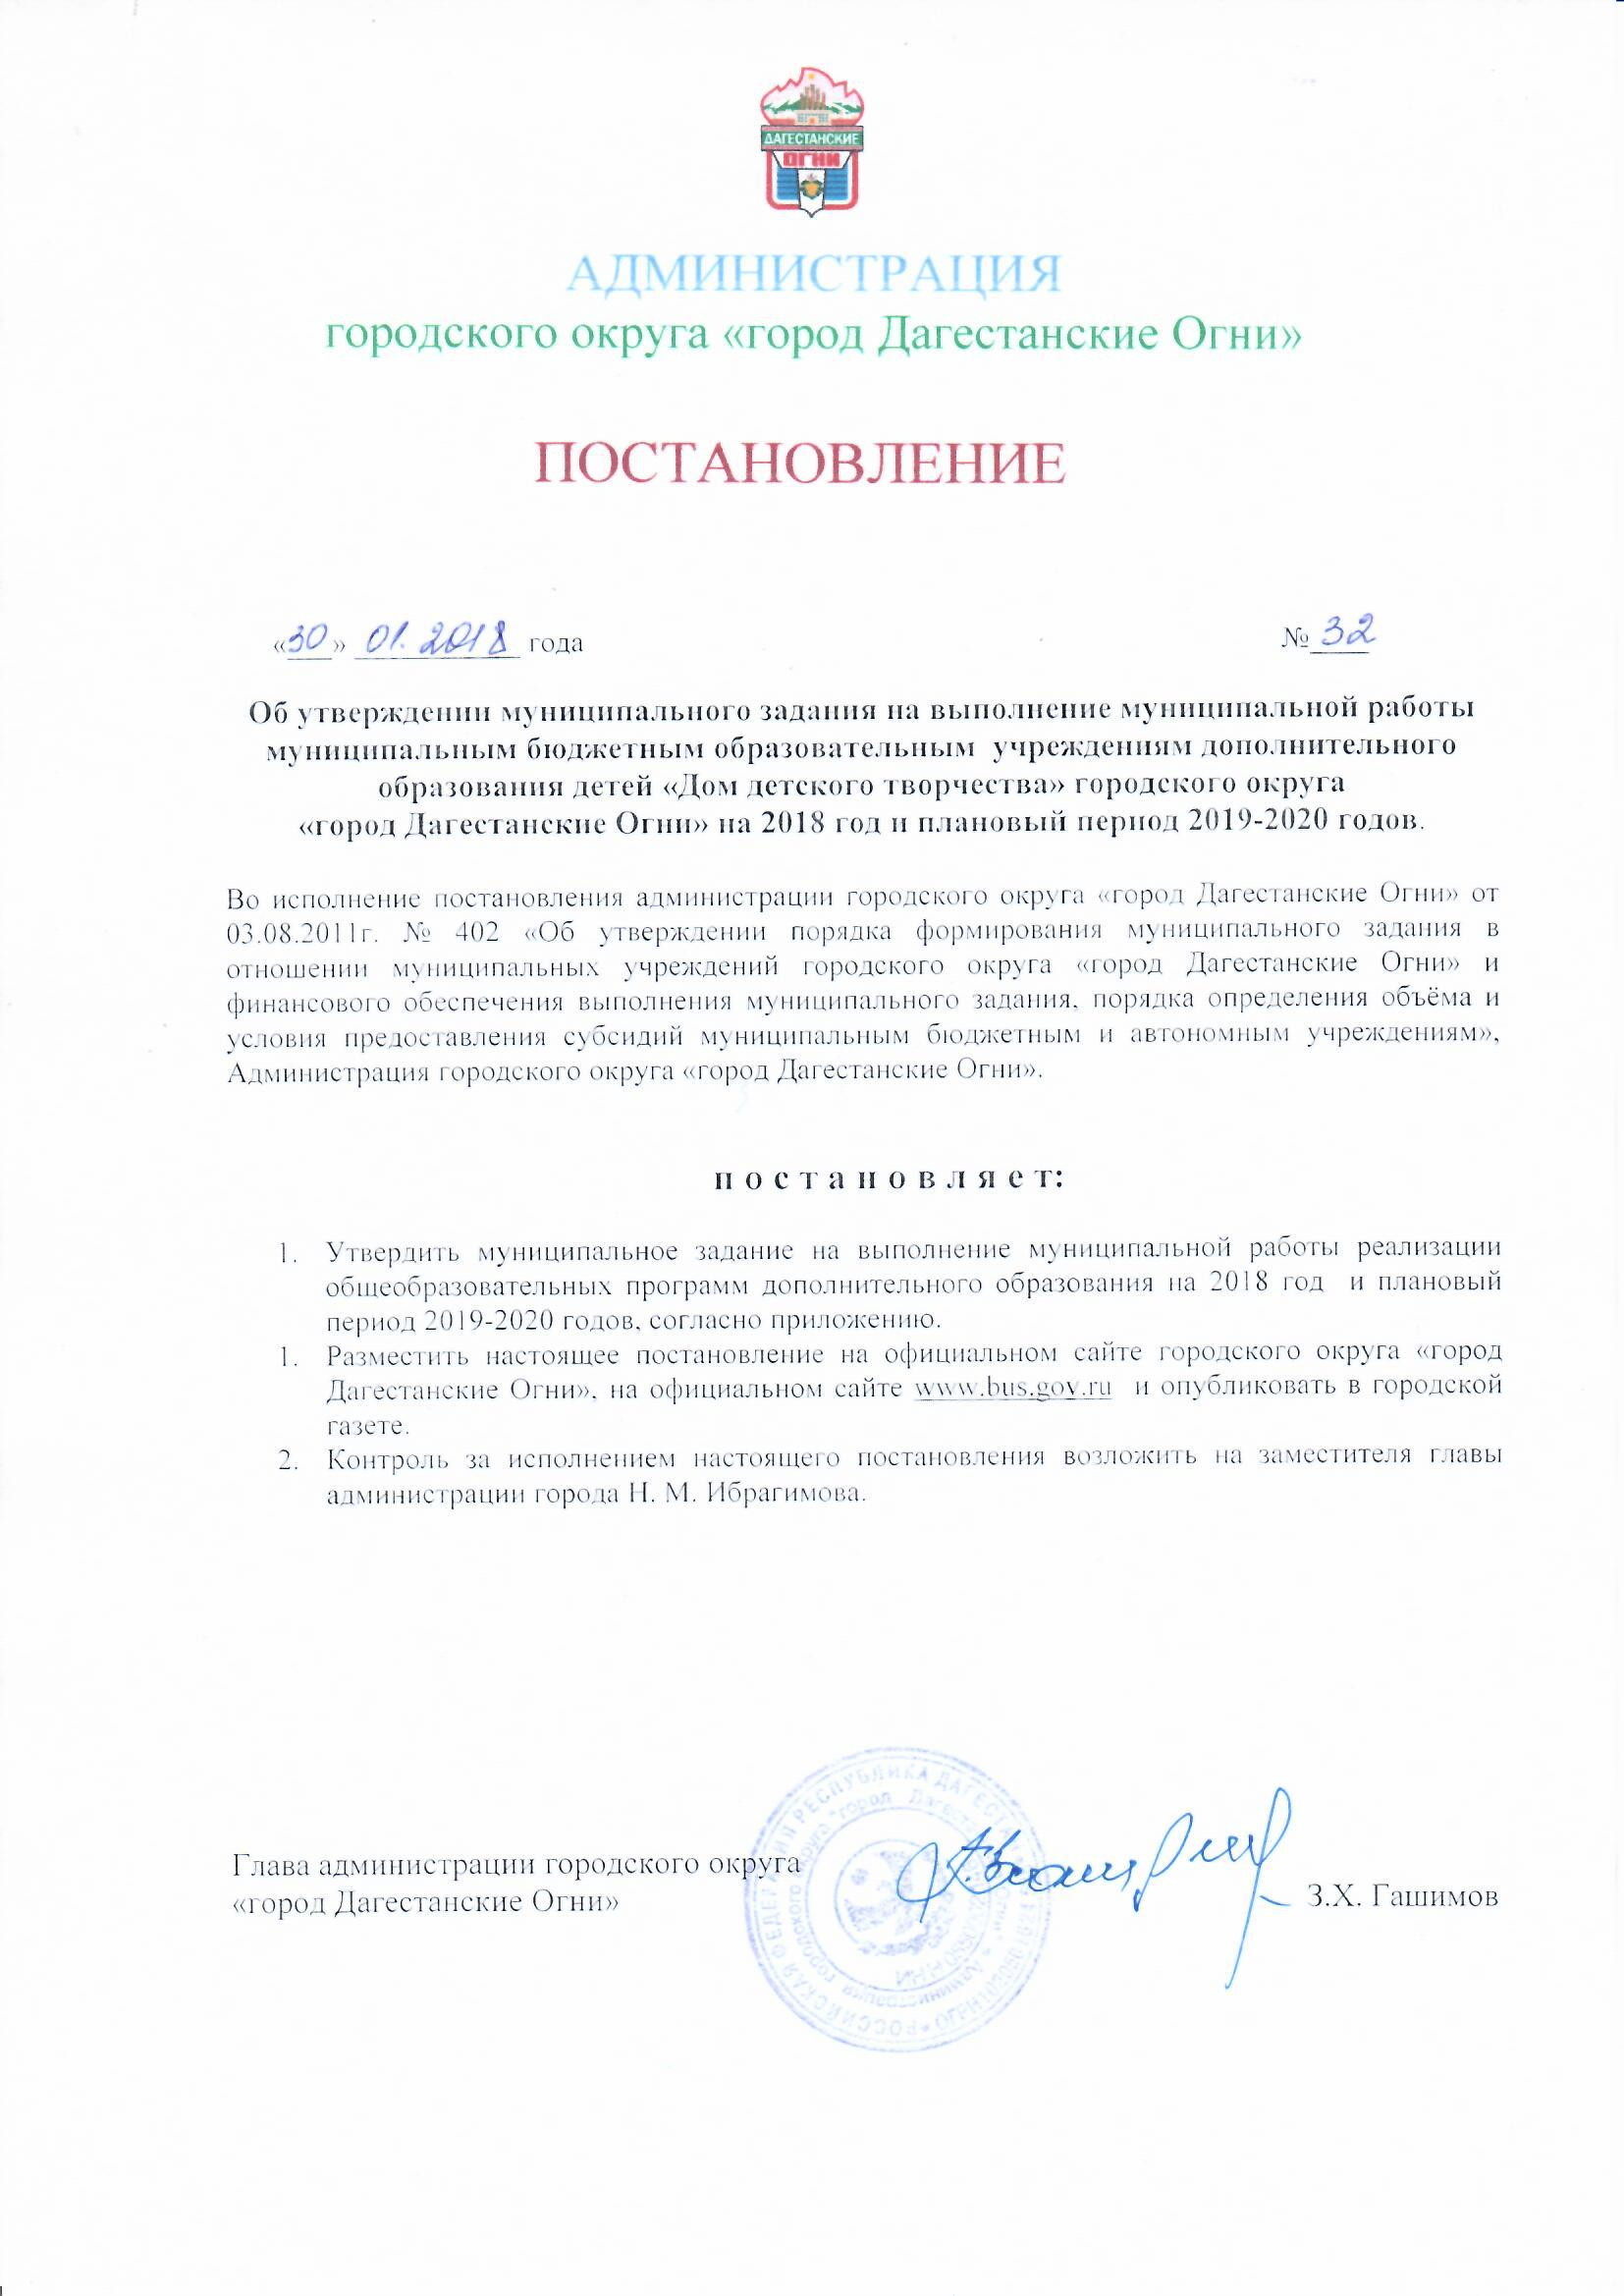 ДАГЕСТАНСКИЕ
ОГНИ
АДМИНИСТРАЦИЯ
городского округа «город Дагестанские Огни»
ПОСТАНОВЛЕНИЕ
«30» 01.2018 года №32
Об утверждении муниципального задания на выполнение муниципальной работы
муниципальным бюджетным образовательным учреждениям дополнительного
образования детей «Дом детского творчества» городского округа
«город Дагестанские Огни» на 2018 год и плановый период 2019-2020 годов.
Во исполнение постановления администрации городского округа «город Дагестанские Огни» от
03.08.2011г. № 402 «Об утверждении порядка формирования муниципального задания в
отношении муниципальных учреждений городского округа «город Дагестанские Огни» и
финансового обеспечения выполнения муниципального задания, порядка определения объёма и
условия предоставления субсидий муниципальным бюджетным и автономным учреждениям»,
Администрация городского округа «город Дагестанские Огни».
п о с т а н о в л я е т:
1. Утвердить муниципальное задание на выполнение муниципальной работы реализации
общеобразовательных программ дополнительного образования на 2018 год и плановый
период 2019-2020 годов, согласно приложению.
1. Разместить настоящее постановление на официальном сайте городского округа «город
Дагестанские Огни», на официальном сайте www.bus.gov.ru и опубликовать в городской
газете.
2. Контроль за исполнением настоящего постановления возложить на заместителя главы
администрации города Н. М. Ибрагимова.
Глава администрации городского округа
«город Дагестанские Огни» З.Х. Гашимов
РОССИЙСКАЯ ФЕДЕРАЦИЯ РЕСПУБЛИКА
Администрация городского округа "город